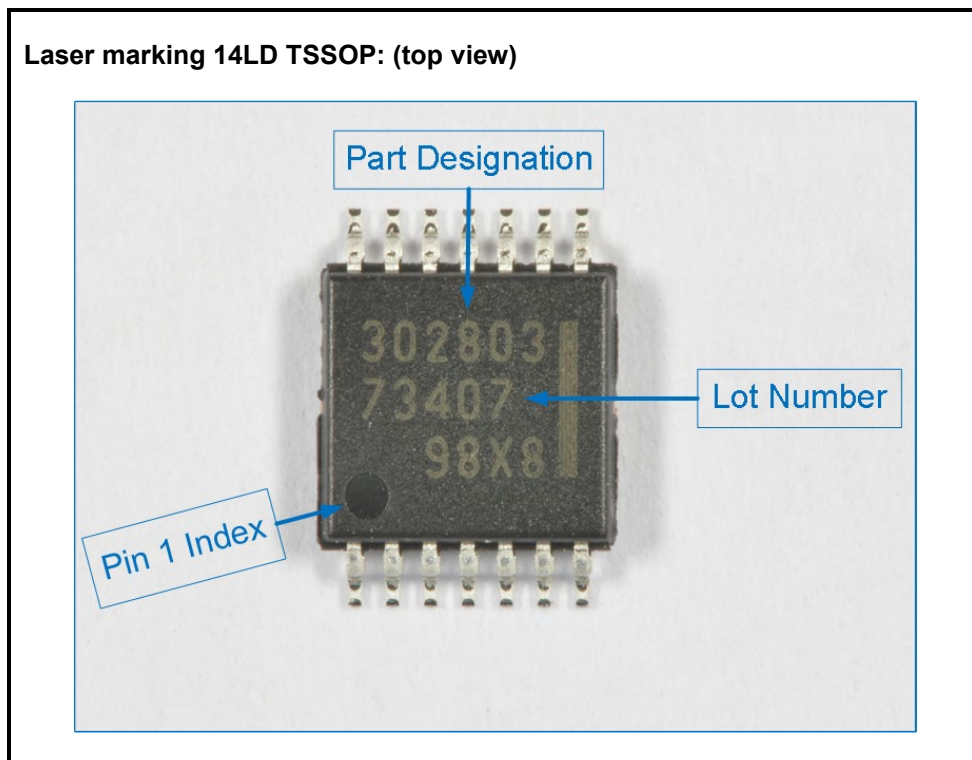 Laser marking 14LD TSSOP: (top view)
Part Designation
302803
73407
Lot Number
98X8
Pin 1 Index